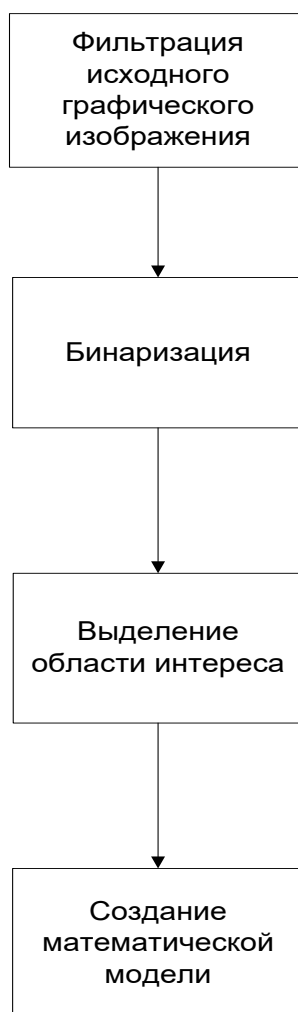 Фильтрация
исходного
графического
изображения
Бинаризация
Выделение
области интереса
Создание
математической
модели